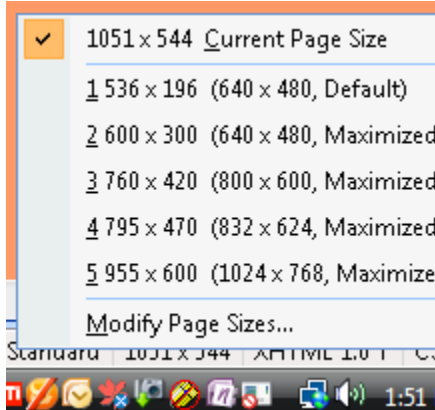 1051 x 544 Current Page Size
1 536 x 196 (640 x 480, Default)
2 600 x 300 (640 x 480, Maximized
3 760 x 420 (800 x 600, Maximized
4 795 x 470 (832 x 624, Maximized
5 955 x 600 (1024 x 768, Maximize
Modify Page Sizes...
Standard 1051 x 544 XHTML 1.0 T CS
1:51